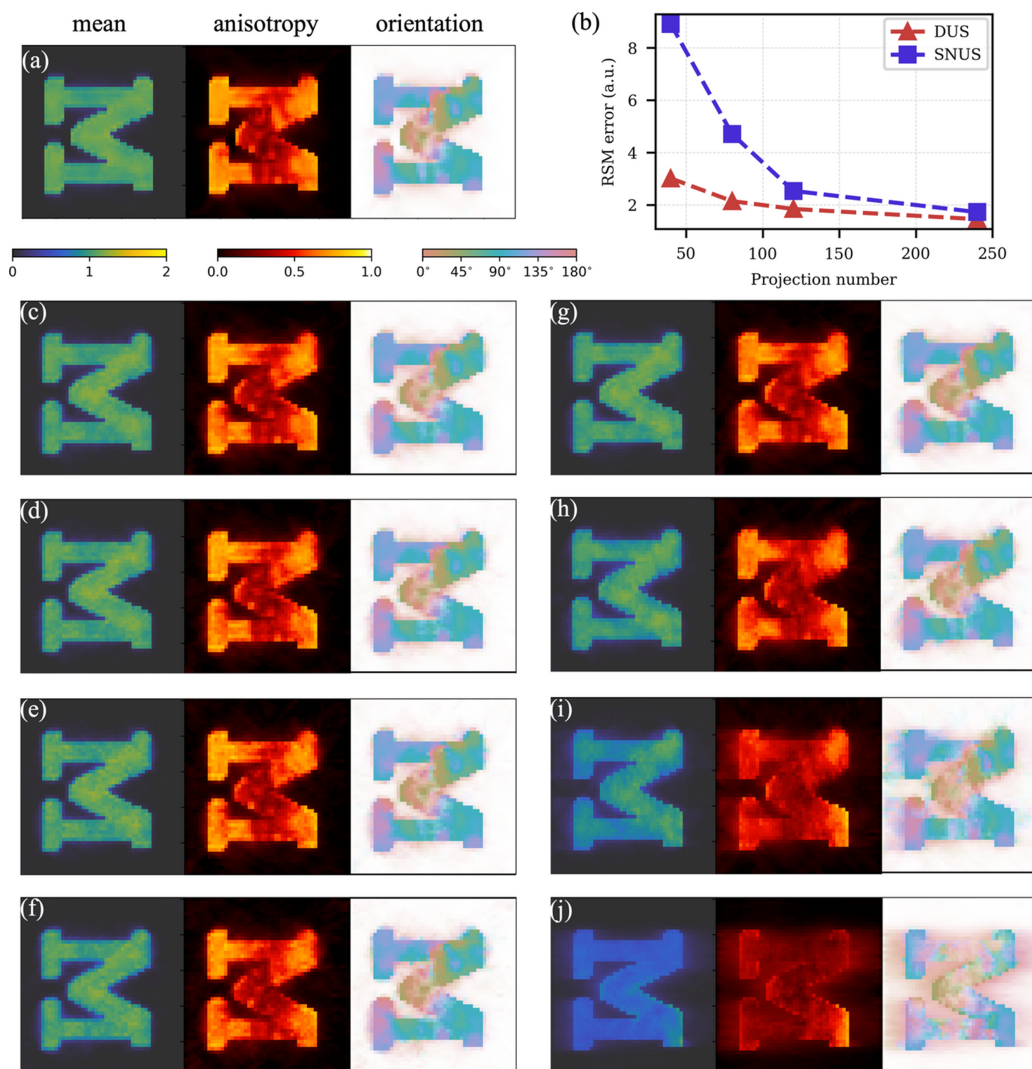 mean anisotropy orientation
(a)
(b)
RSM error (a.u.)
8
6
4
2
DUS
SNUS
50 100 150 200 250
Projection number
0 1 2
0.0 0.5 1.0
0° 45° 90° 135° 180°
(c)
(g)
(d)
(h)
(e)
(i)
(f)
(j)